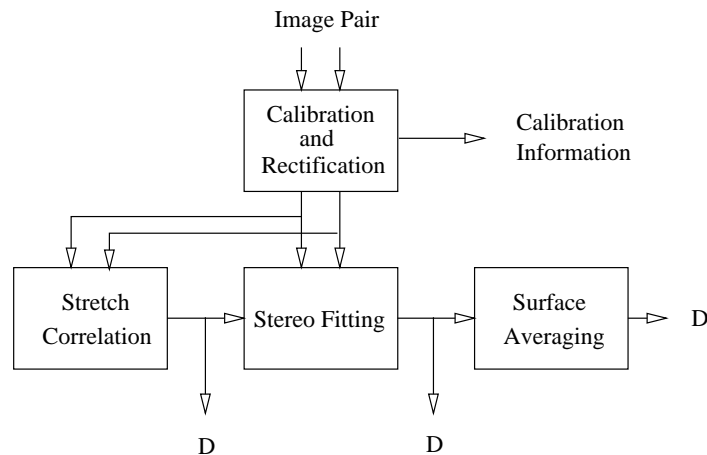 Image Pair
Calibration
and
Rectification
Calibration
Information
Stretch
Correlation
Stereo Fitting
Surface
Averaging
D
D
D